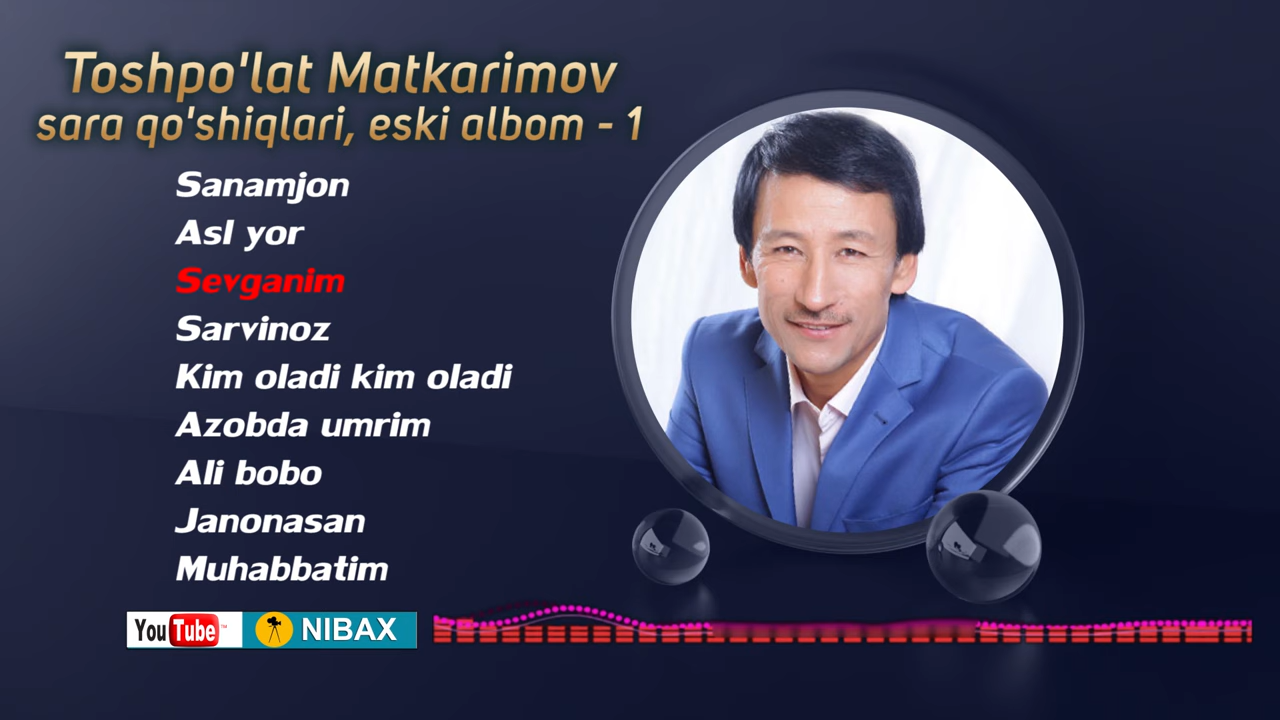 Toshpo'lat Matkarimov
sara qo'shiqlari, eski albom - 1
Sanamjon
Asl yor
Sevganim
Sarvinoz
Kim oladi kim oladi
Azobda umrim
Ali bobo
Janonasan
Muhabbatim
YouTube™ NIBAX